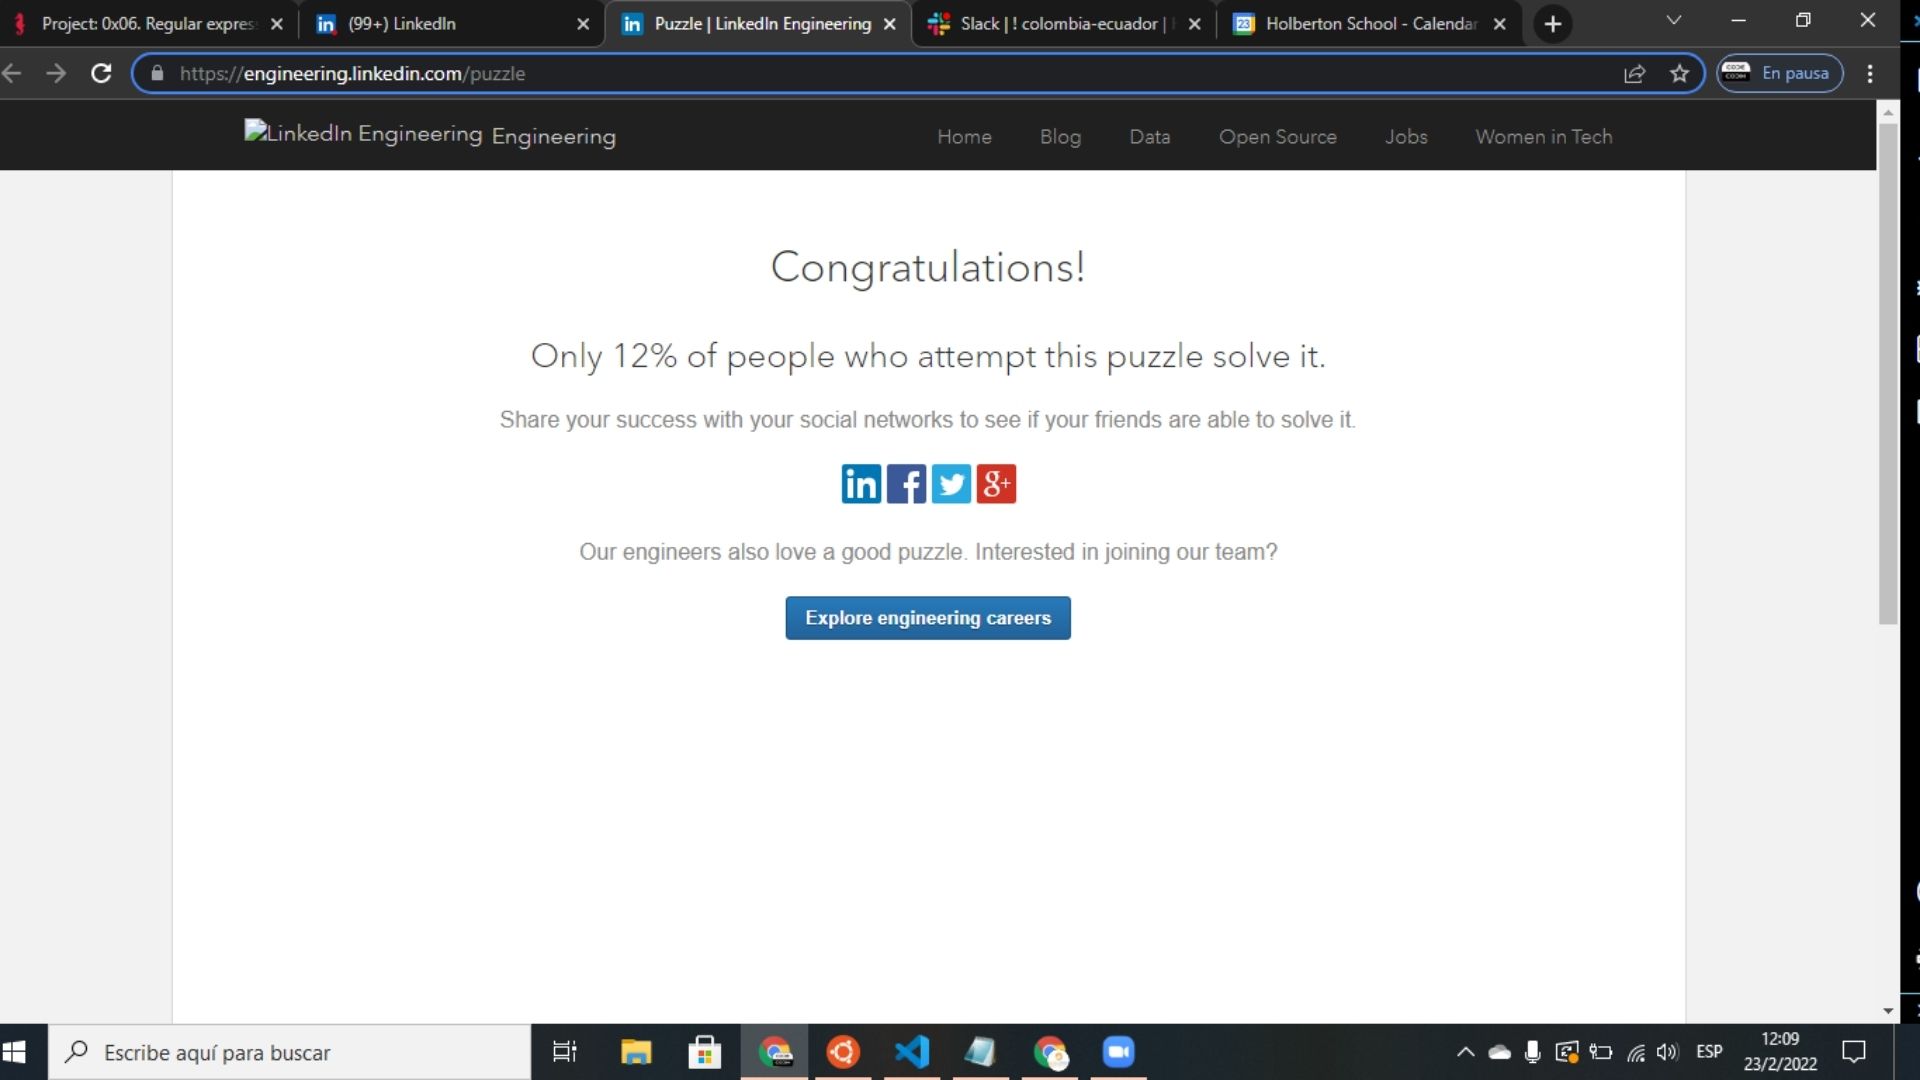 Project: 0x06. Regular expres
(99+) LinkedIn
Puzzle | LinkedIn Engineering
Slack | ! colombia-ecuador |
Holberton School - Calendar
https://engineering.linkedin.com/puzzle
En pausa
LinkedIn Engineering Engineering
Home
Blog
Data
Open Source
Jobs
Women in Tech
Congratulations!
Only 12% of people who attempt this puzzle solve it.
Share your success with your social networks to see if your friends are able to solve it.
Our engineers also love a good puzzle. Interested in joining our team?
Explore engineering careers
Escribe aquí para buscar
ESP
12:09
23/2/2022